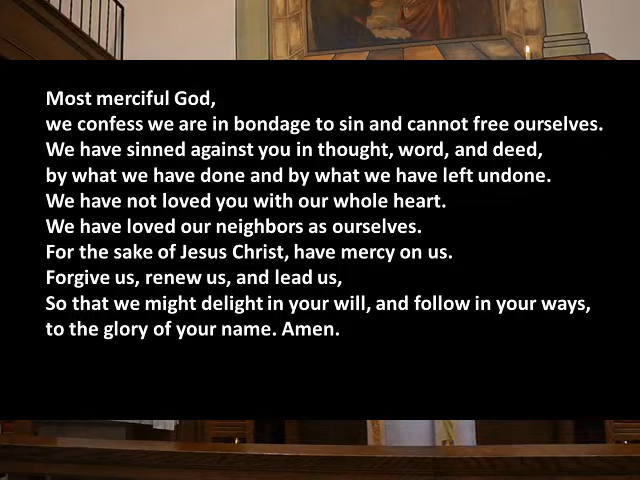 Most merciful God,
we confess we are in bondage to sin and cannot free ourselves.
We have sinned against you in thought, word, and deed,
by what we have done and by what we have left undone.
We have not loved you with our whole heart.
We have loved our neighbors as ourselves.
For the sake of Jesus Christ, have mercy on us.
Forgive us, renew us, and lead us,
So that we might delight in your will, and follow in your ways,
to the glory of your name. Amen.